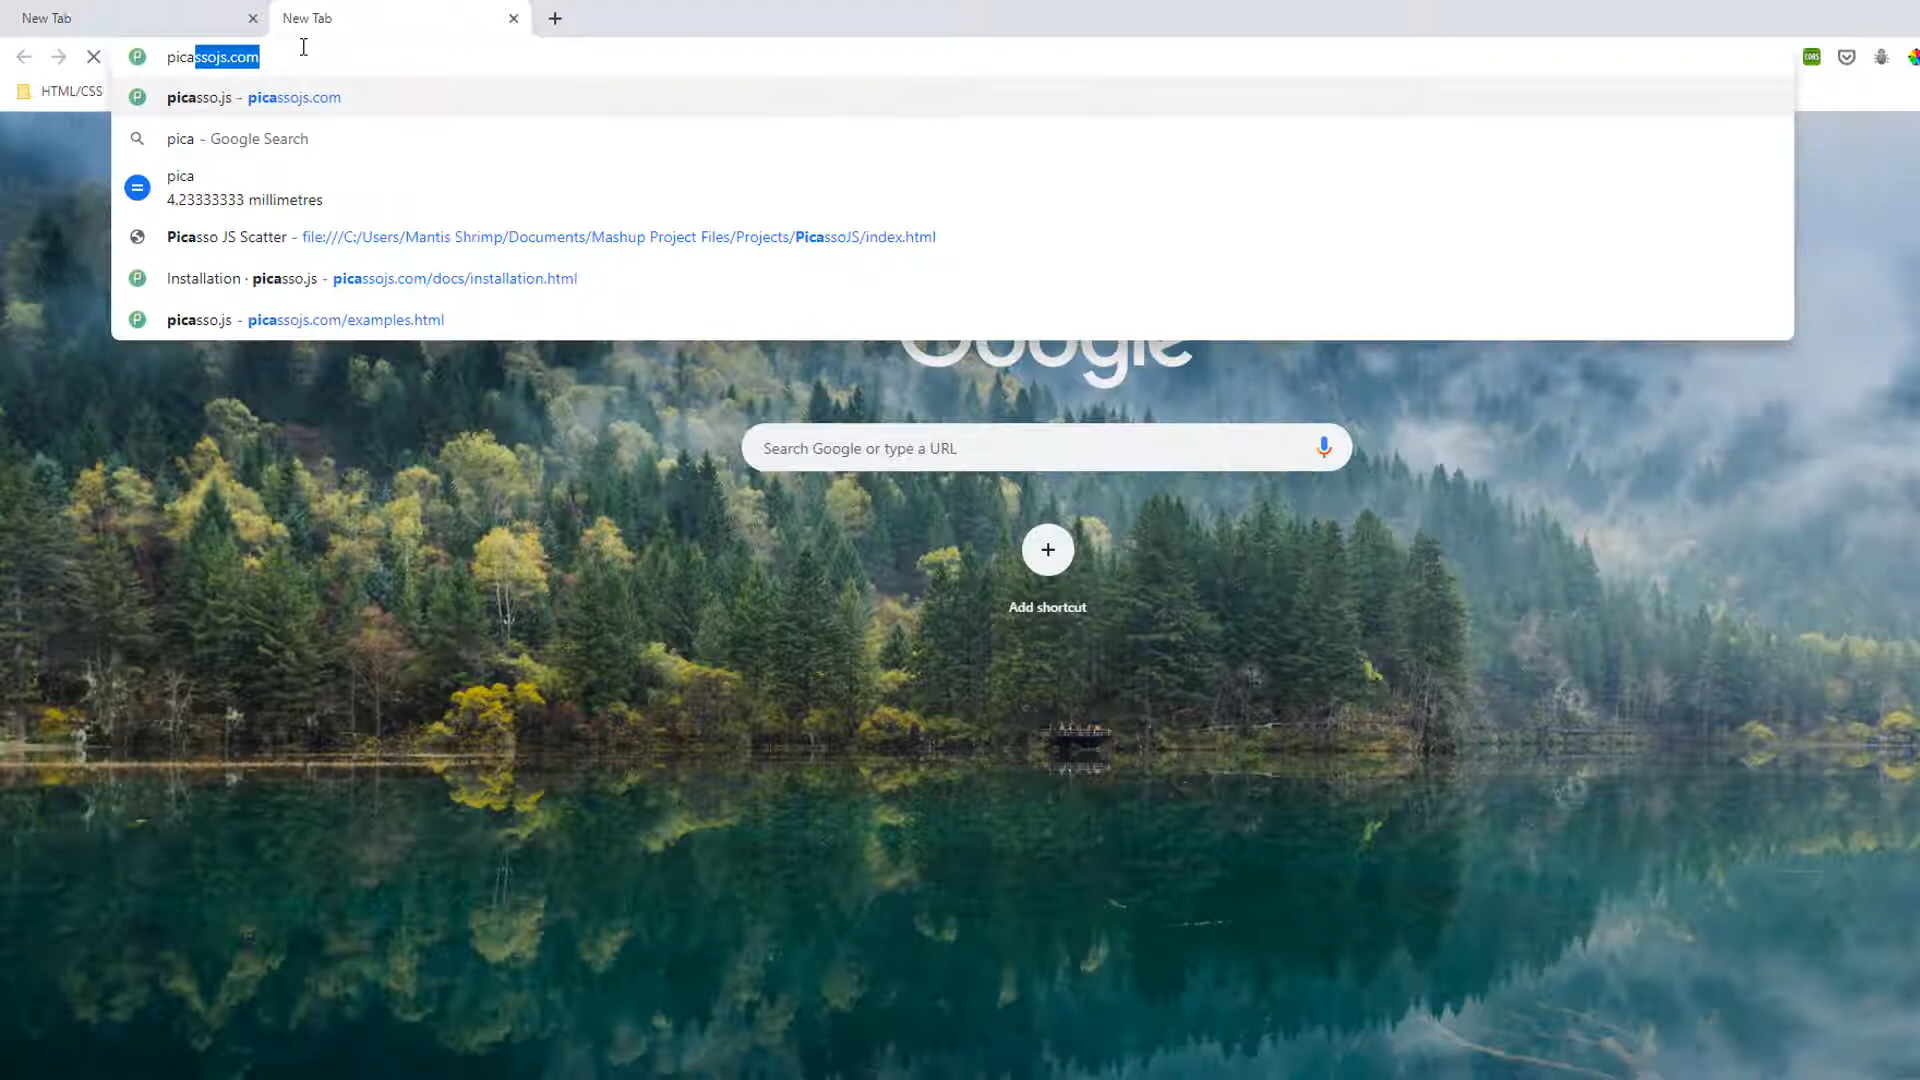 New Tab
New Tab
picassojs.com
CORS
HTML/CSS
picasso.js - picassojs.com
pica - Google Search
pica
4.23333333 millimetres
Picasso JS Scatter - file:///C:/Users/Mantis Shrimp/Documents/Mashup Project Files/Projects/PicassoJS/index.html
Installation · picasso.js - picassojs.com/docs/installation.html
picasso.js - picassojs.com/examples.html
Google
Search Google or type a URL
Add shortcut